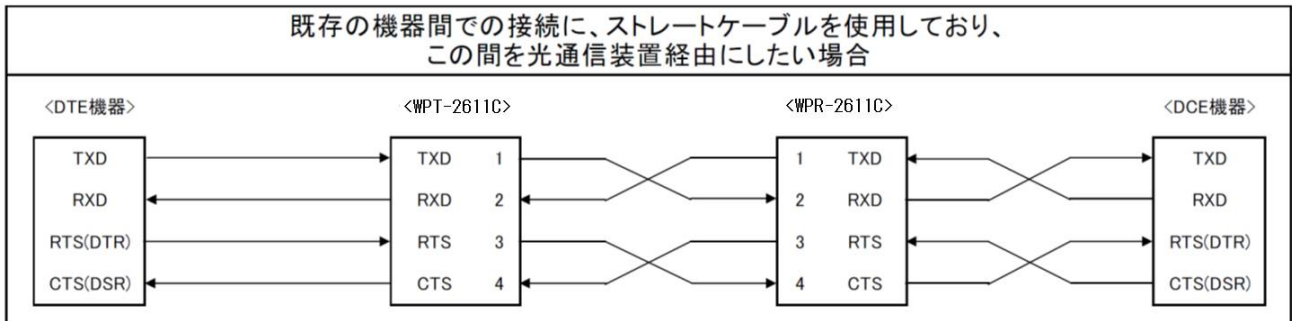 既存の機器間での接続に、ストレートケーブルを使用しており、
この間を光通信装置経由にしたい場合
<DTE機器> <WPT-2611C> <WPR-2611C> <DCE機器>
TXD TXD 1 1 TXD TXD
RXD RXD 2 2 RXD RXD
RTS(DTR) RTS 3 3 RTS RTS(DTR)
CTS(DSR) CTS 4 4 CTS CTS(DSR)